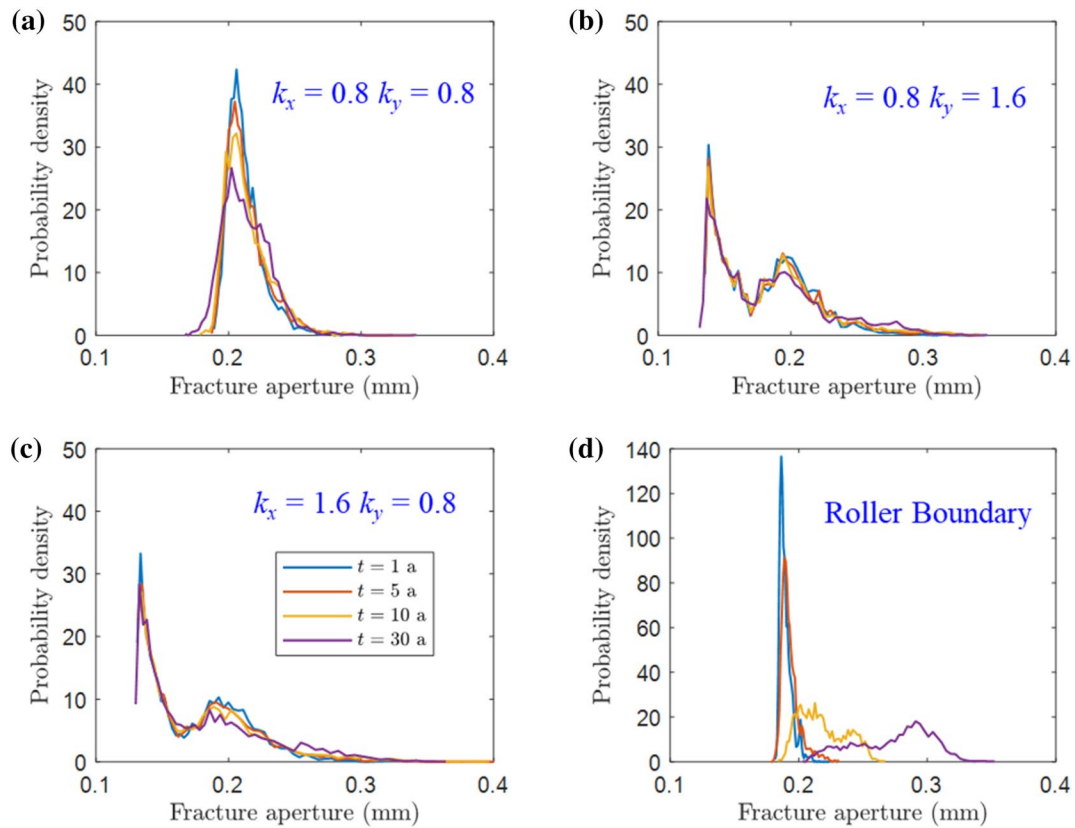 (a)
50
40
30
20
10
0
Probability density
k_x = 0.8 k_y = 0.8
0.1 0.2 0.3 0.4
Fracture aperture (mm)
(b)
50
40
30
20
10
0
Probability density
k_x = 0.8 k_y = 1.6
0.1 0.2 0.3 0.4
Fracture aperture (mm)
(c)
50
40
30
20
10
0
Probability density
k_x = 1.6 k_y = 0.8
t = 1 a
t = 5 a
t = 10 a
t = 30 a
0.1 0.2 0.3 0.4
Fracture aperture (mm)
(d)
140
120
100
80
60
40
20
0
Probability density
Roller Boundary
0.1 0.2 0.3 0.4
Fracture aperture (mm)